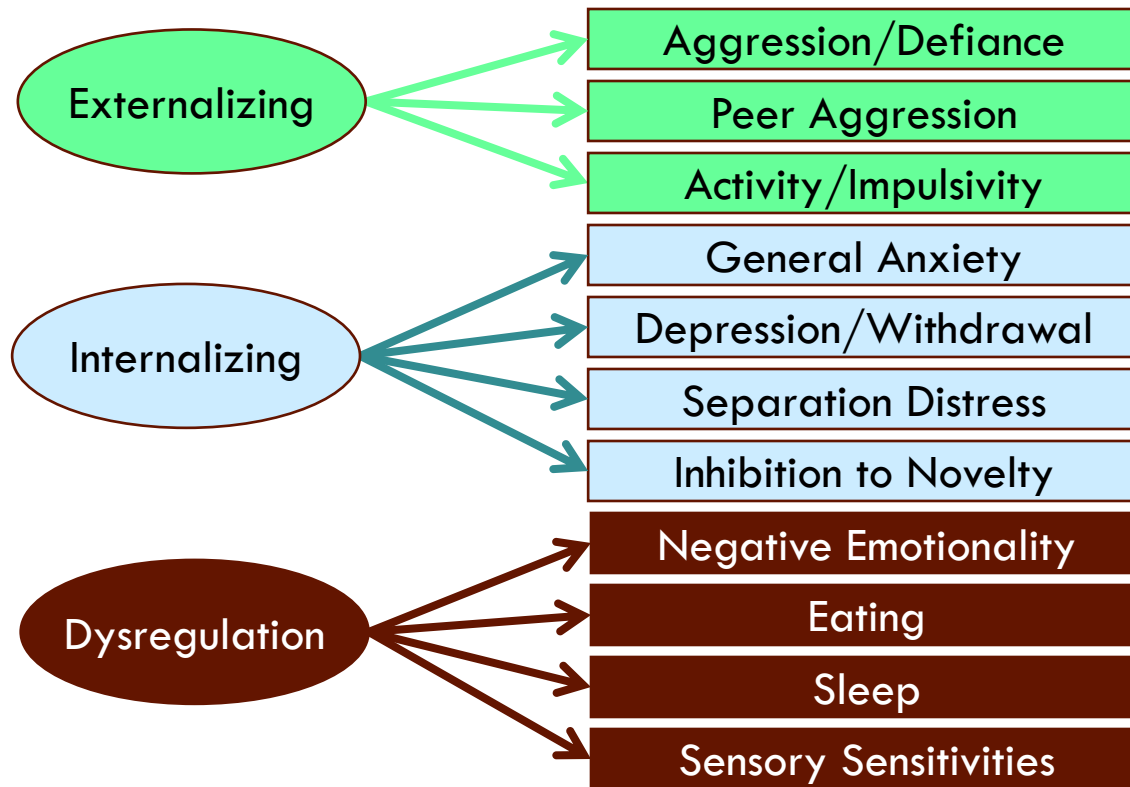 Externalizing
Aggression/Defiance
Peer Aggression
Activity/Impulsivity
Internalizing
General Anxiety
Depression/Withdrawal
Separation Distress
Inhibition to Novelty
Dysregulation
Negative Emotionality
Eating
Sleep
Sensory Sensitivities